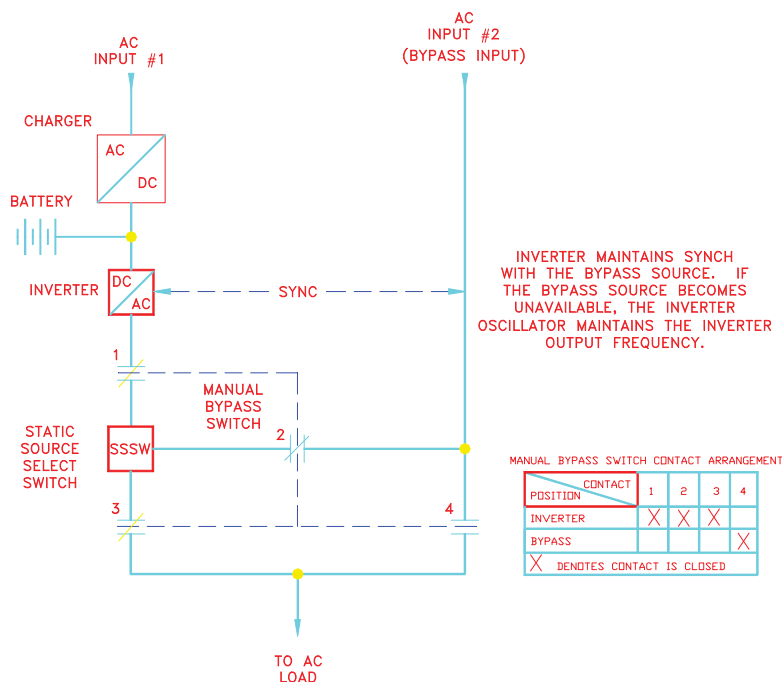 AC
INPUT #1
AC
INPUT #2
(BYPASS INPUT)
CHARGER
AC
DC
BATTERY
INVERTER
DC
AC
SYNC
INVERTER MAINTAINS SYNCH
WITH THE BYPASS SOURCE. IF
THE BYPASS SOURCE BECOMES
UNAVAILABLE, THE INVERTER
OSCILLATOR MAINTAINS THE INVERTER
OUTPUT FREQUENCY.
1
MANUAL
BYPASS
SWITCH
2
STATIC
SOURCE
SELECT
SWITCH
SSSW
3
4
MANUAL BYPASS SWITCH CONTACT ARRANGEMENT
CONTACT
POSITION
1 2 3 4
INVERTER X X X
BYPASS X
X DENOTES CONTACT IS CLOSED
TO AC
LOAD